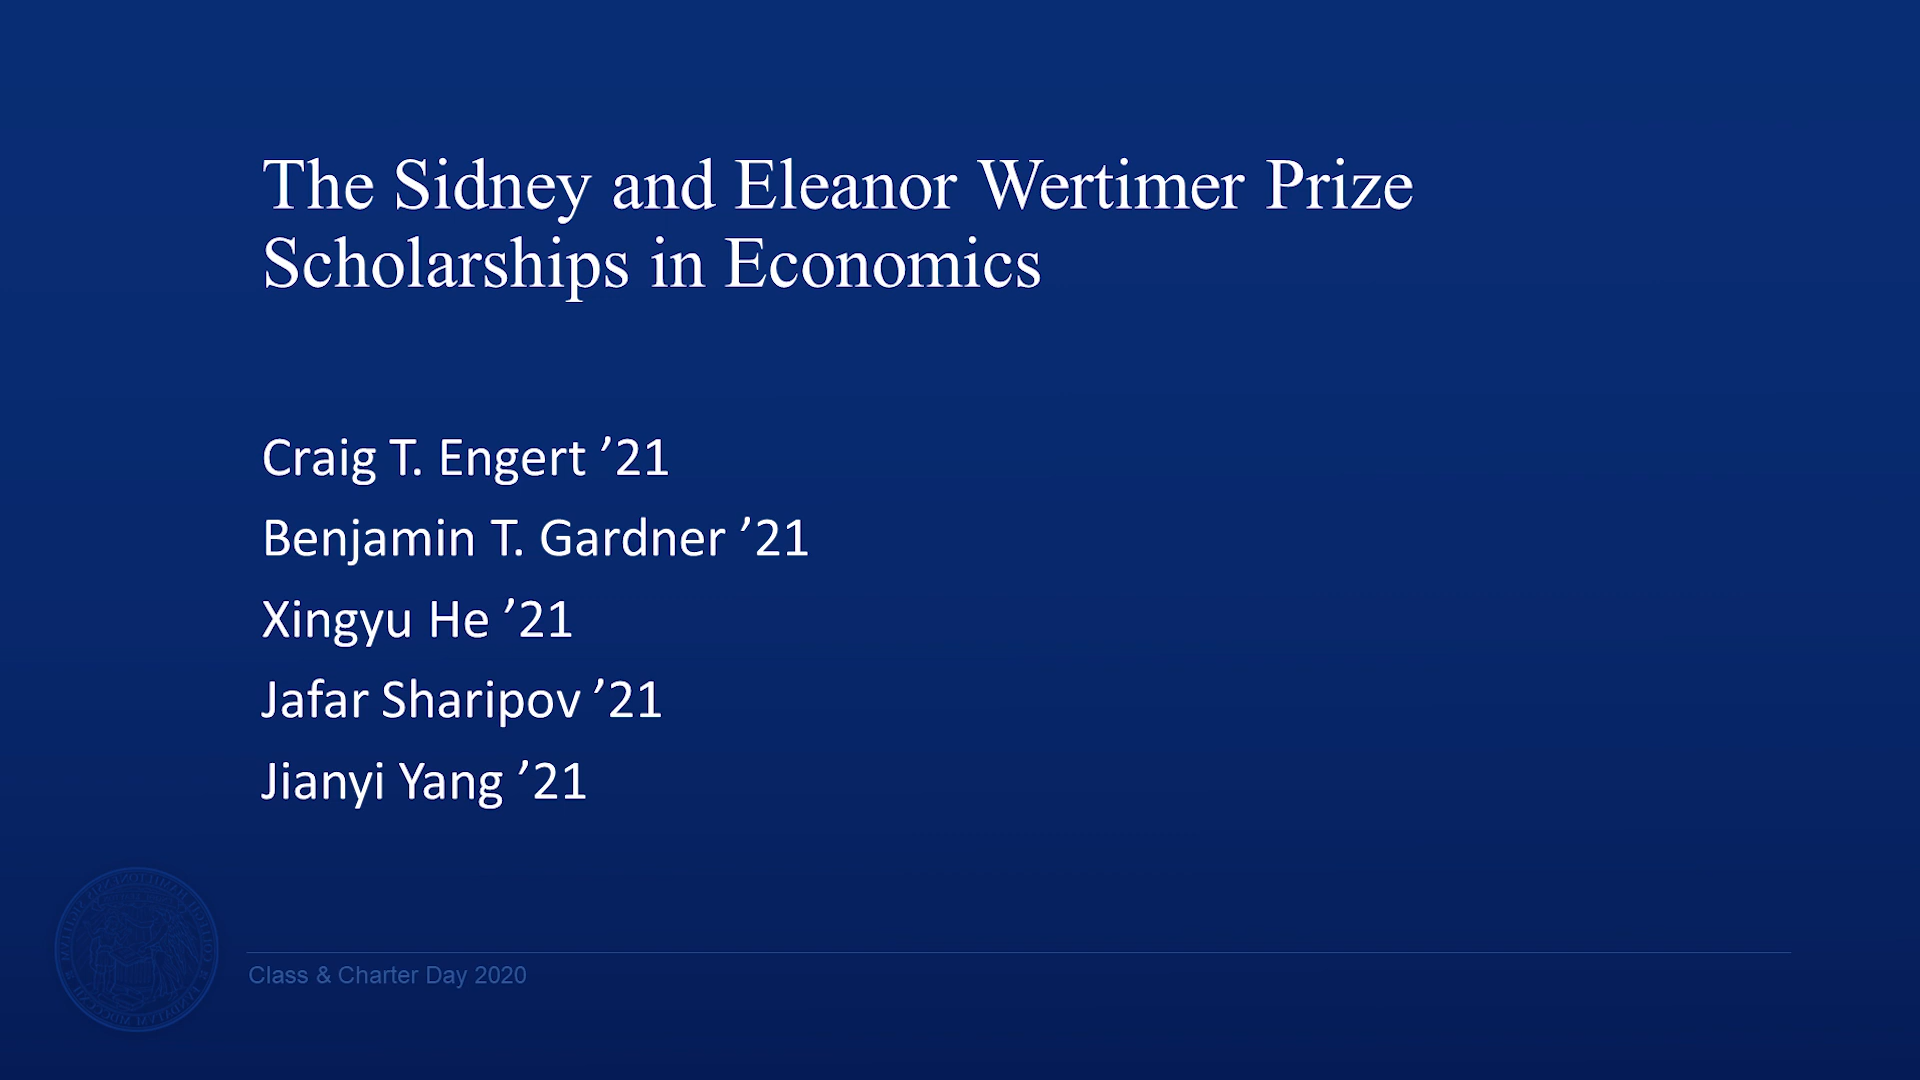 The Sidney and Eleanor Wertimer Prize
Scholarships in Economics
Craig T. Engert ’21
Benjamin T. Gardner ’21
Xingyu He ’21
Jafar Sharipov ’21
Jianyi Yang ’21
Class & Charter Day 2020